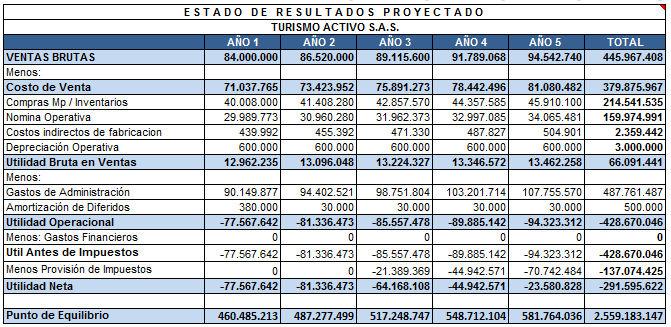 ESTADO DE RESULTADOS PROYECTADO
TURISMO ACTIVO S.A.S.
AÑO 1 AÑO 2 AÑO 3 AÑO 4 AÑO 5 TOTAL
VENTAS BRUTAS 84.000.000 86.520.000 89.115.600 91.789.068 94.542.740 445.967.408
Menos:
Costo de Venta 71.037.765 73.423.952 75.891.273 78.442.496 81.080.482 379.875.967
Compras Mp / Inventarios 40.008.000 41.408.280 42.857.570 44.357.585 45.910.100 214.541.535
Nomina Operativa 29.989.773 30.960.280 31.962.373 32.997.085 34.065.481 159.974.991
Costos indirectos de fabricacion 439.992 455.392 471.330 487.827 504.901 2.359.442
Depreciación Operativa 600.000 600.000 600.000 600.000 600.000 3.000.000
Utilidad Bruta en Ventas 12.962.235 13.096.048 13.224.327 13.346.572 13.462.258 66.091.441
Menos:
Gastos de Administración 90.149.877 94.402.521 98.751.804 103.201.714 107.755.570 487.761.487
Amortización de Diferidos 380.000 30.000 30.000 30.000 30.000 500.000
Utilidad Operacional -77.567.642 -81.336.473 -85.557.478 -89.885.142 -94.323.312 -428.670.046
Menos: Gastos Financieros 0 0 0 0 0 0
Util Antes de Impuestos -77.567.642 -81.336.473 -85.557.478 -89.885.142 -94.323.312 -428.670.046
Menos Provisión de Impuestos 0 0 -21.389.369 -44.942.571 -70.742.484 -137.074.425
Utilidad Neta -77.567.642 -81.336.473 -64.168.108 -44.942.571 -23.580.828 -291.595.622
Punto de Equilibrio 460.485.213 487.277.499 517.248.747 548.712.104 581.764.036 2.559.183.147